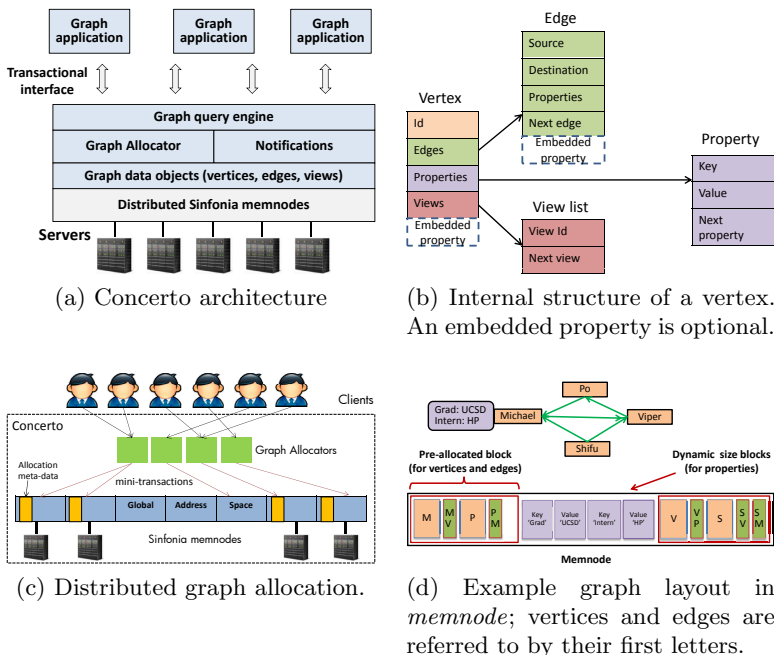 Graph application
Graph application
Graph application
Transactional interface
Graph query engine
Graph Allocator
Notifications
Graph data objects (vertices, edges, views)
Distributed Sinfonia memnodes
Servers
(a) Concerto architecture
Edge
Source
Destination
Properties
Next edge
Embedded property
Vertex
Id
Edges
Properties
Views
Embedded property
Property
Key
Value
Next property
View list
View Id
Next view
(b) Internal structure of a vertex.
An embedded property is optional.
Clients
Concerto
Graph Allocators
Allocation meta-data
mini-transactions
Global Address Space
Sinfonia memnodes
(c) Distributed graph allocation.
Po
Grad: UCSD
Intern: HP
Michael
Viper
Shifu
Pre-allocated block
(for vertices and edges)
Dynamic size blocks
(for properties)
M
M V
P
P M
Key 'Grad'
Value 'UCSD'
Key 'Intern'
Value 'HP'
V
V P
S
S V
S M
Memnode
(d) Example graph layout in
memnode; vertices and edges are
referred to by their first letters.